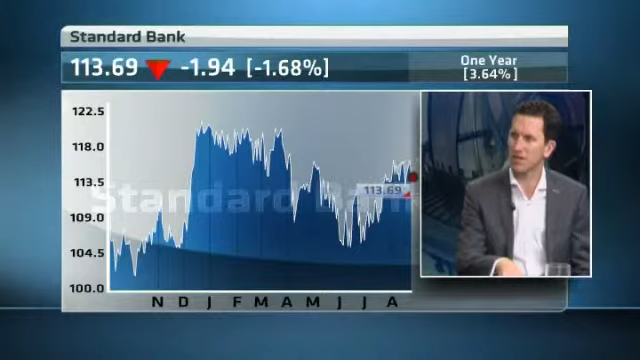 Standard Bank
113.69 -1.94 [-1.68%]
One Year
[3.64%]
122.5
118.0
113.5
109.0
104.5
100.0
Standard Bank
113.69
N D J F M A M J J A